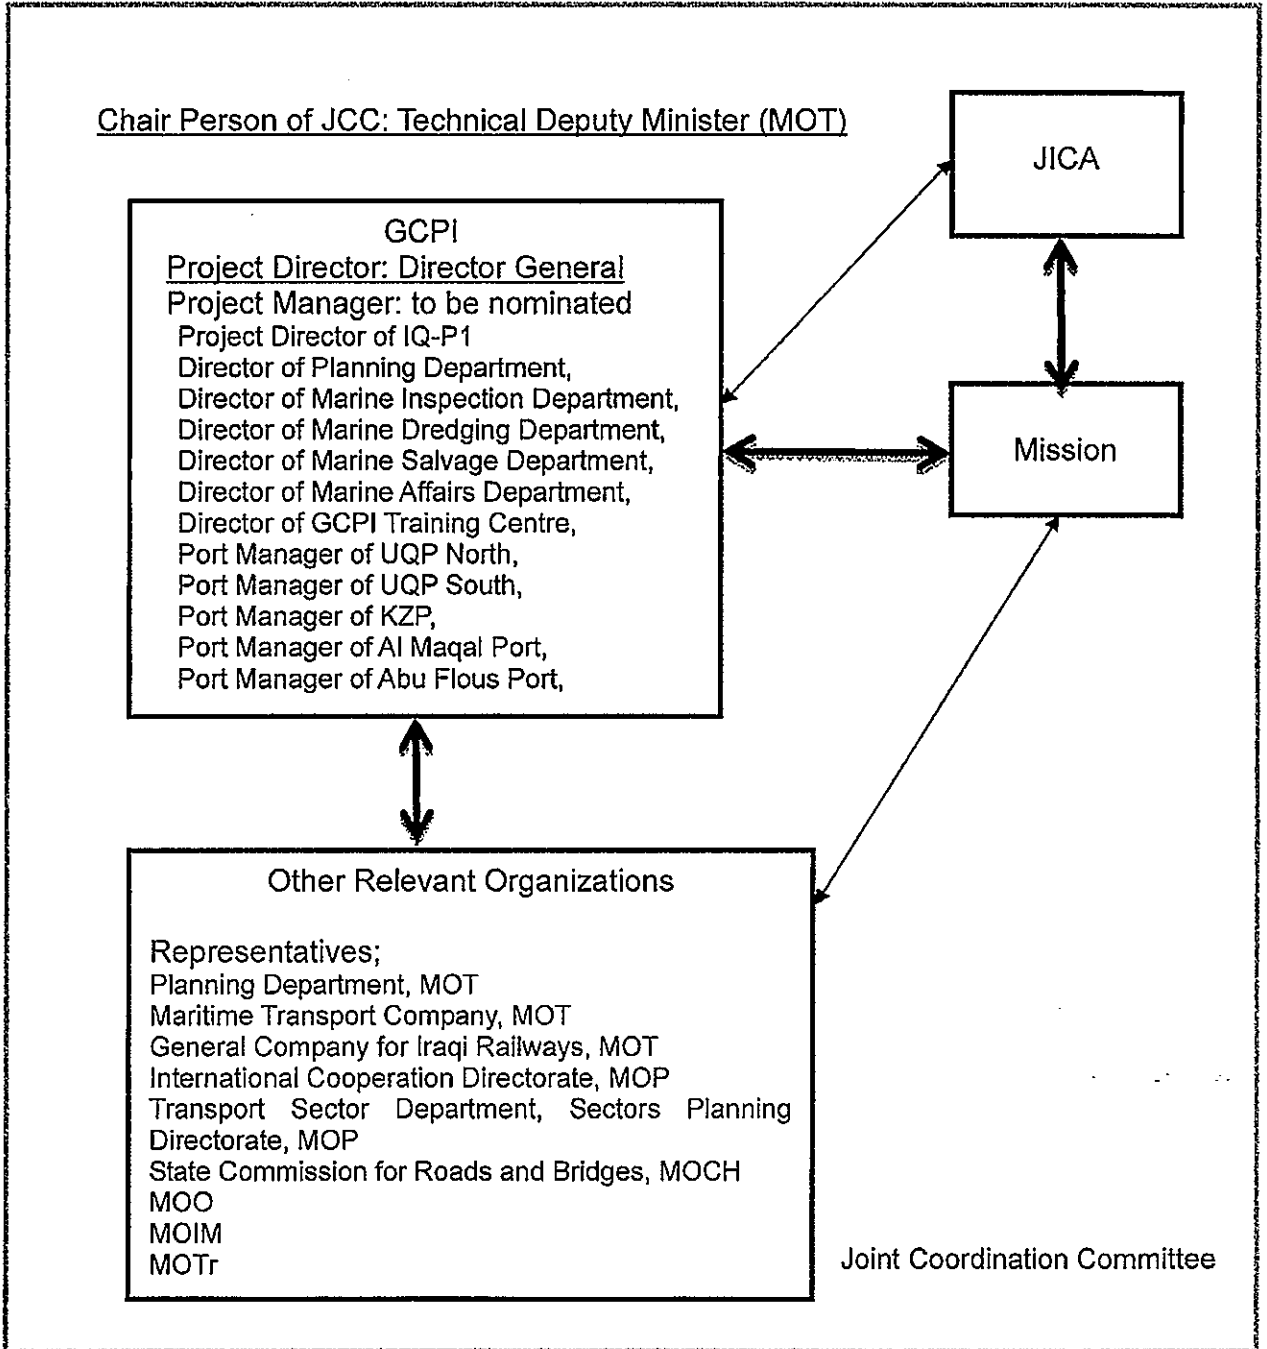 Chair Person of JCC: Technical Deputy Minister (MOT)
JICA
GCPI
Project Director: Director General
Project Manager: to be nominated
Project Director of IQ-P1
Director of Planning Department,
Director of Marine Inspection Department,
Director of Marine Dredging Department,
Director of Marine Salvage Department,
Director of Marine Affairs Department,
Director of GCPI Training Centre,
Port Manager of UQP North,
Port Manager of UQP South,
Port Manager of KZP,
Port Manager of Al Maqal Port,
Port Manager of Abu Flous Port,
Mission
Other Relevant Organizations
Representatives;
Planning Department, MOT
Maritime Transport Company, MOT
General Company for Iraqi Railways, MOT
International Cooperation Directorate, MOP
Transport Sector Department, Sectors Planning
Directorate, MOP
State Commission for Roads and Bridges, MOCH
MOO
MOIM
MOTr
Joint Coordination Committee